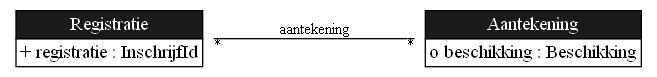 Registratie
+ registratie : InschrijfId
aantekening
* *
Aantekening
o beschikking : Beschikking